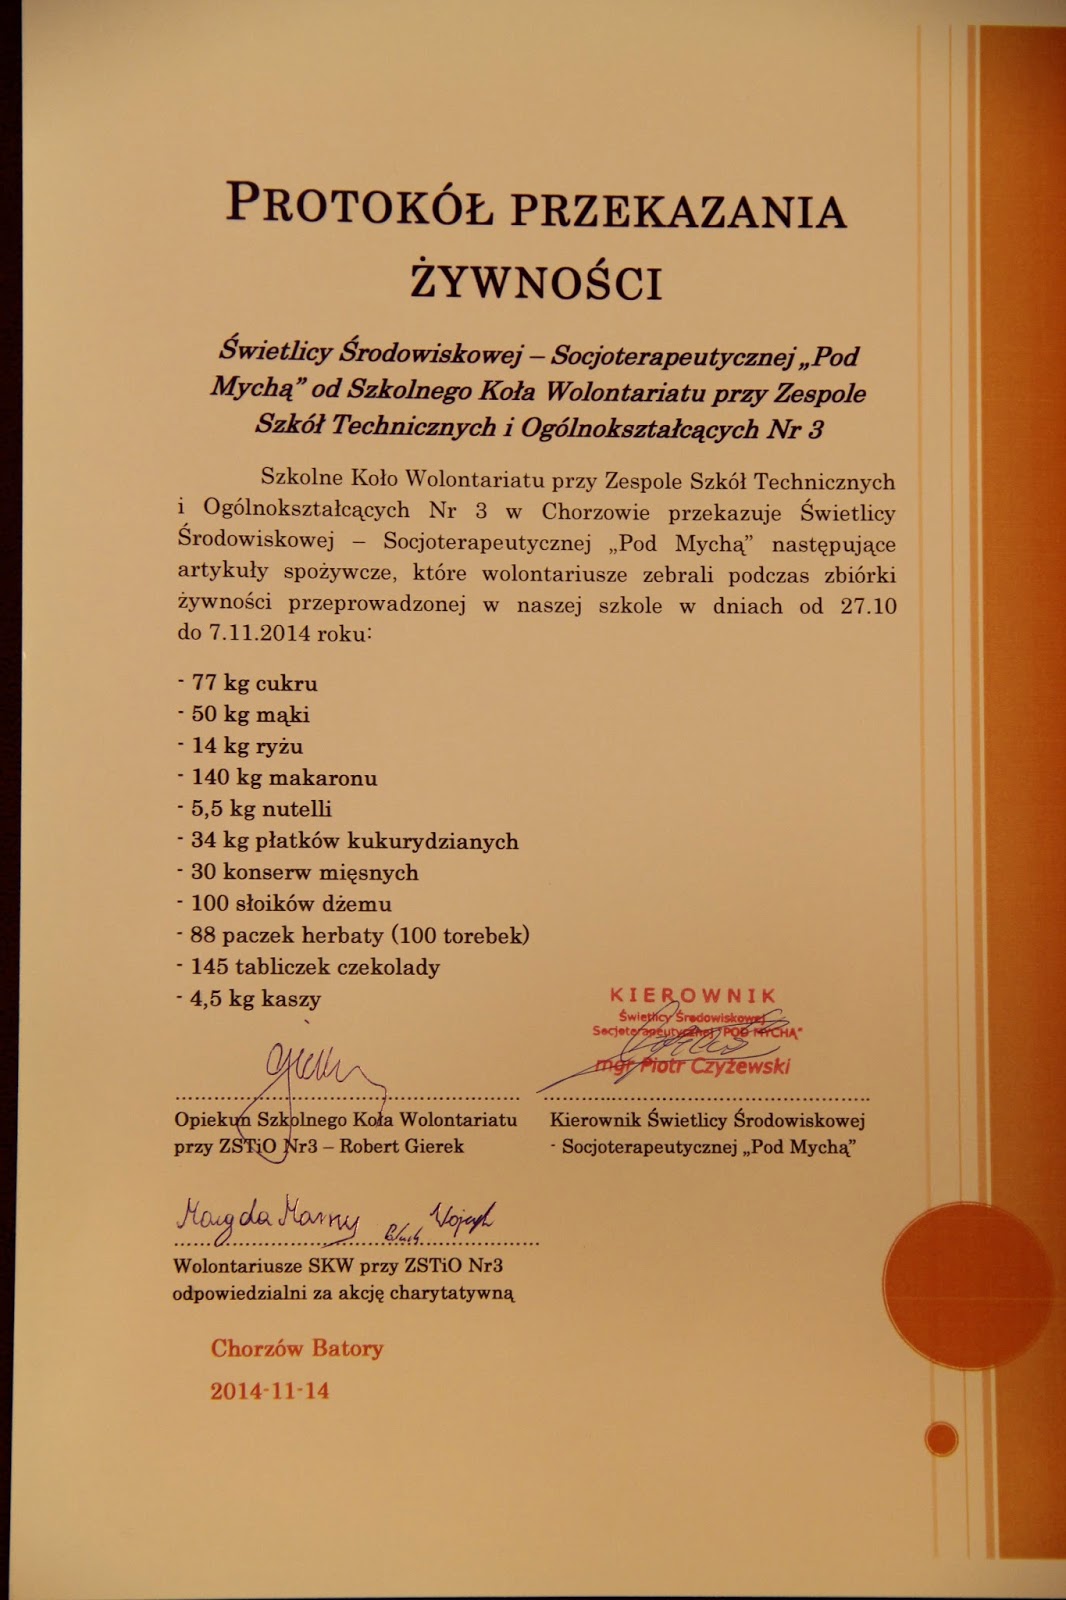 PROTOKÓŁ PRZEKAZANIA
ŻYWNOŚCI
Świetlicy Środowiskowej – Socjoterapeutycznej „Pod
Mychą” od Szkolnego Koła Wolontariatu przy Zespole
Szkół Technicznych i Ogólnokształcących Nr 3
Szkolne Koło Wolontariatu przy Zespole Szkół Technicznych
i Ogólnokształcących Nr 3 w Chorzowie przekazuje Świetlicy
Środowiskowej – Socjoterapeutycznej „Pod Mychą” następujące
artykuły spożywcze, które wolontariusze zebrali podczas zbiórki
żywności przeprowadzonej w naszej szkole w dniach od 27.10
do 7.11.2014 roku:
- 77 kg cukru
- 50 kg mąki
- 14 kg ryżu
- 140 kg makaronu
- 5,5 kg nutelli
- 34 kg płatków kukurydzianych
- 30 konserw mięsnych
- 100 słoików dżemu
- 88 paczek herbaty (100 torebek)
- 145 tabliczek czekolady
- 4,5 kg kaszy
KIEROWNIK
Świetlicy Środowiskowej
Socjoterapeutycznej „POD MYCHĄ”
mgr Piotr Czyżewski
Opiekun Szkolnego Koła Wolontariatu
przy ZSTiO Nr3 – Robert Gierek
Kierownik Świetlicy Środowiskowej
- Socjoterapeutycznej „Pod Mychą”
Magda
Wolontariusze SKW przy ZSTiO Nr3
odpowiedzialni za akcję charytatywną
Chorzów Batory
2014-11-14